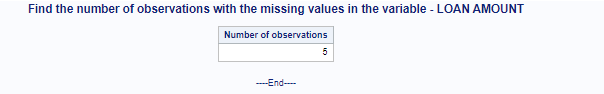 Find the number of observations with the missing values in the variable - LOAN AMOUNT
Number of observations
5
----End----